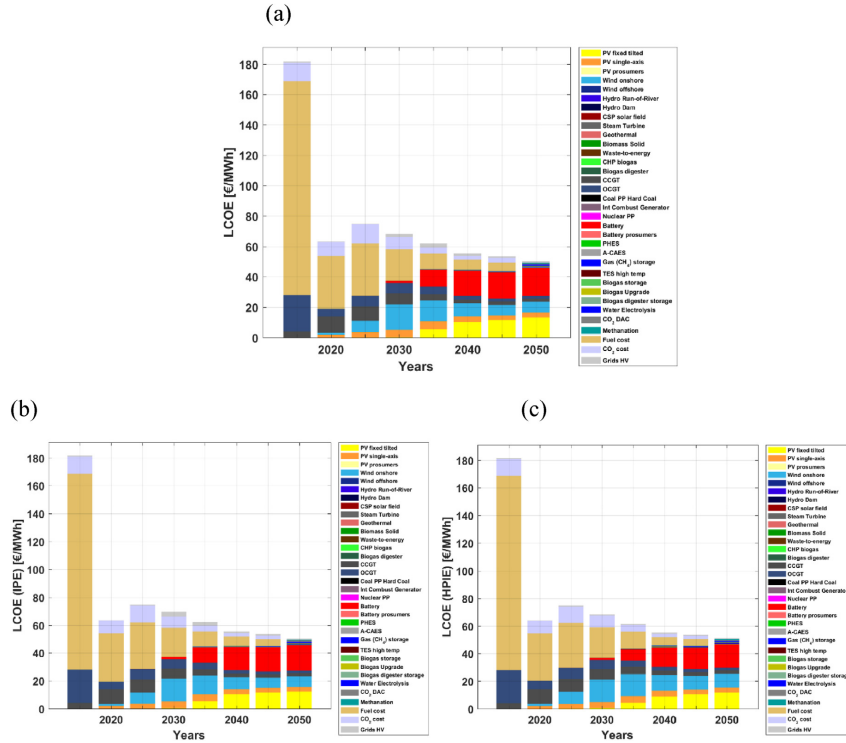 (a)
LCOE [€/MWh]
180
160
140
120
100
80
60
40
20
0
2020
2030
2040
2050
Years
PV fixed tilted
PV single-axis
PV prosumers
Wind onshore
Wind offshore
Hydro Run-of-River
Hydro Dam
CSP solar field
Steam Turbine
Geothermal
Biomass Solid
Waste-to-energy
CHP biogas
Biogas digester
CCGT
OCGT
Coal PP Hard Coal
Int Combust Generator
Nuclear PP
Battery
Battery prosumers
PHES
A-CAES
Gas (CH₄) storage
TES high temp
Biogas storage
Biogas Upgrade
Biogas digester storage
Water Electrolysis
CO₂ DAC
Methanation
Fuel cost
CO₂ cost
Grids HV
(b)
LCOE (IPE) [€/MWh]
180
160
140
120
100
80
60
40
20
0
2020
2030
2040
2050
Years
PV fixed tilted
PV single-axis
PV prosumers
Wind onshore
Wind offshore
Hydro Run-of-River
Hydro Dam
CSP solar field
Steam Turbine
Geothermal
Biomass Solid
Waste-to-energy
CHP biogas
Biogas digester
CCGT
OCGT
Coal PP Hard Coal
Int Combust Generator
Nuclear PP
Battery
Battery prosumers
PHES
A-CAES
Gas (CH₄) storage
TES high temp
Biogas storage
Biogas Upgrade
Biogas digester storage
Water Electrolysis
CO₂ DAC
Methanation
Fuel cost
CO₂ cost
Grids HV
(c)
LCOE (HPIE) [€/MWh]
180
160
140
120
100
80
60
40
20
0
2020
2030
2040
2050
Years
PV fixed tilted
PV single-axis
PV prosumers
Wind onshore
Wind offshore
Hydro Run-of-River
Hydro Dam
CSP solar field
Steam Turbine
Geothermal
Biomass Solid
Waste-to-energy
CHP biogas
Biogas digester
CCGT
OCGT
Coal PP Hard Coal
Int Combust Generator
Nuclear PP
Battery
Battery prosumers
PHES
A-CAES
Gas (CH₄) storage
TES high temp
Biogas storage
Biogas Upgrade
Biogas digester storage
Water Electrolysis
CO₂ DAC
Methanation
Fuel cost
CO₂ cost
Grids HV